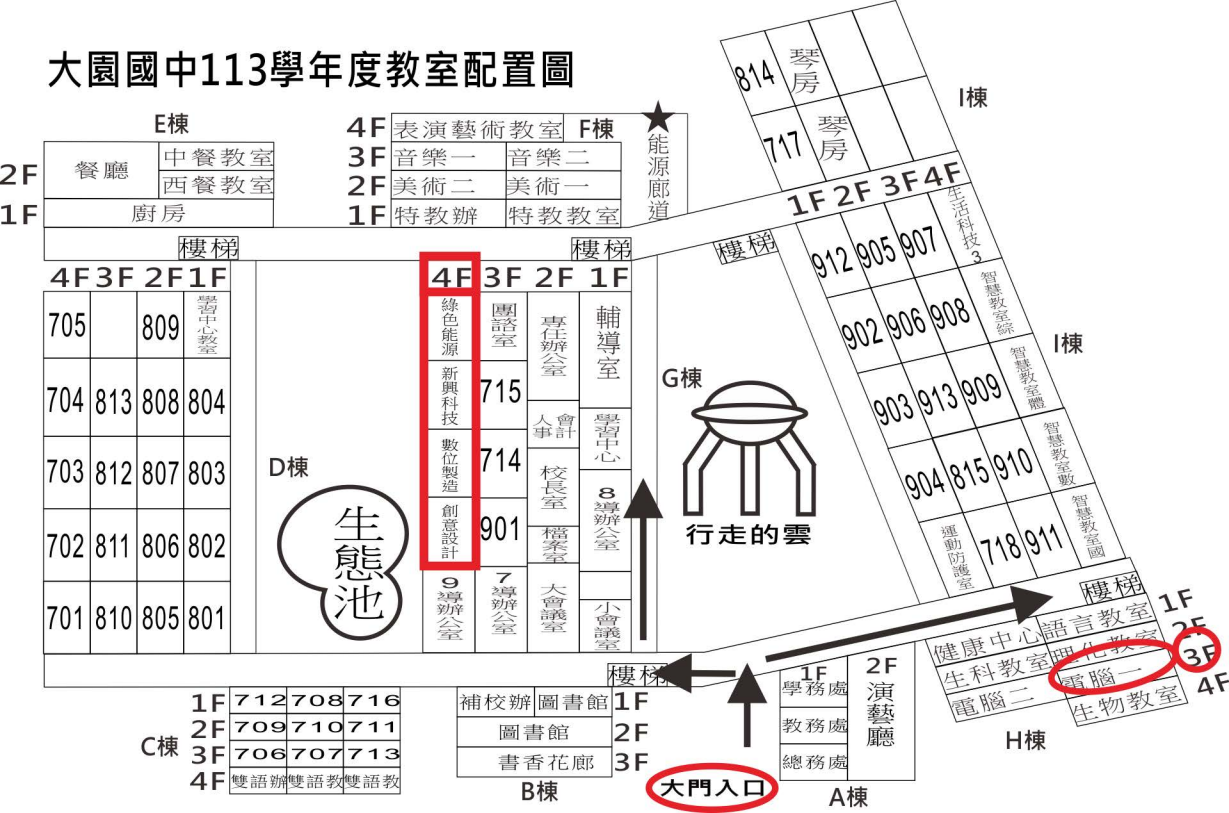 大園國中113學年度教室配置圖
E棟
2F 餐廳 中餐教室
西餐教室
1F 廚房
4F 表演藝術教室 F棟
3F 音樂一 音樂二
2F 美術二 美術一
1F 特教辦 特教教室
能源廊道
814 琴房
717 琴房
I棟
1F 2F 3F 4F
樓梯
樓梯
樓梯
4F 3F 2F 1F
705 809 學習中心教室
704 813 808 804
703 812 807 803
702 811 806 802
701 810 805 801
D棟
生態池
4F 3F 2F 1F
綠色能源 團諮室 專任辦公室 輔導室
新興科技 715 人事 會計 學習中心
數位製造 714 校長室 8導辦公室
創意設計 901 檔案室
9導辦公室 7導辦公室 大會議室 小會議室
G棟
行走的雲
912 905 907 生活科技3
902 906 908 智慧教室綜
903 913 909 智慧教室體
904 815 910 智慧教室數
運動防護室 718 911 智慧教室國
I棟
樓梯
樓梯
健康中心 語言教室 1F
生科教室 理化教室 2F
電腦二 電腦一 3F
生物教室 4F
H棟
C棟
1F 712 708 716
2F 709 710 711
3F 706 707 713
4F 雙語辦 雙語教 雙語教
補校辦 圖書館 1F
圖書館 2F
書香花廊 3F
B棟
大門入口
1F 2F
學務處 演藝廳
教務處
總務處
A棟